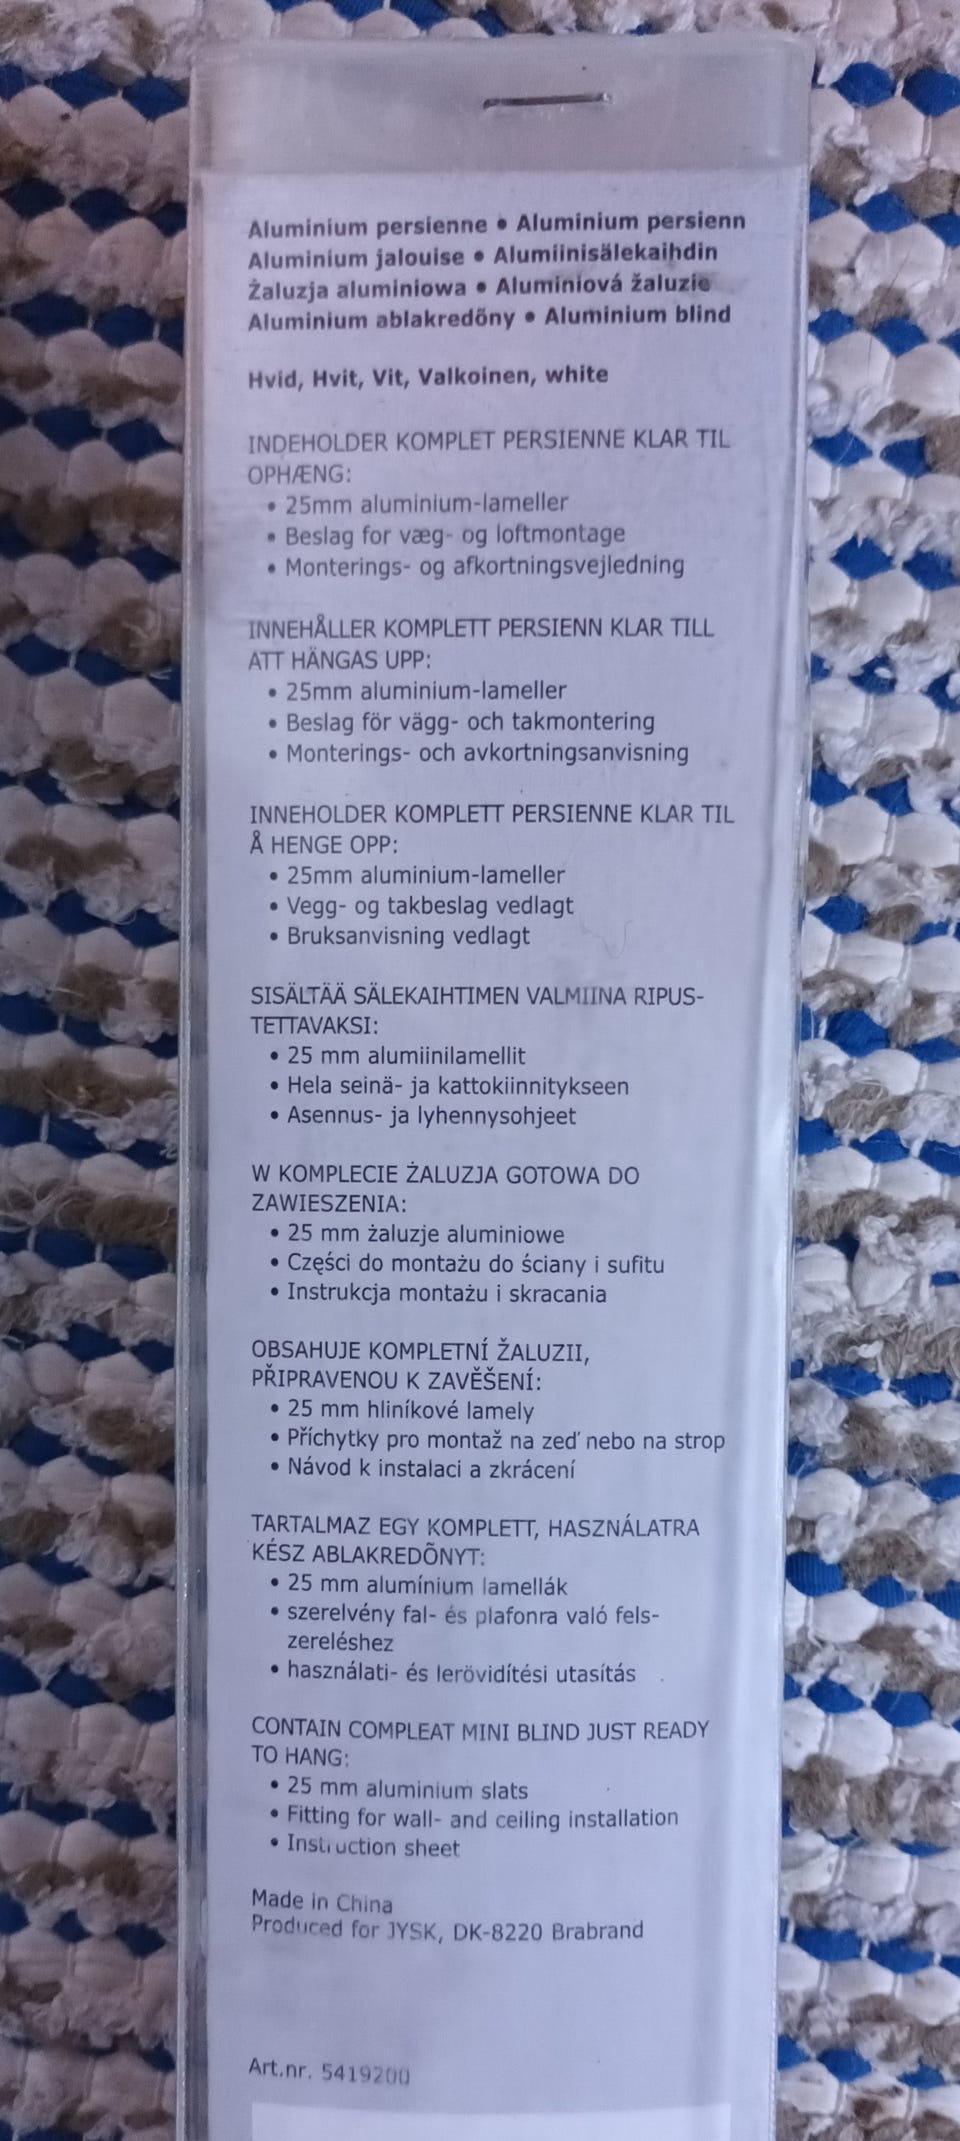 Aluminium persienne • Aluminium persienn
Aluminium jalouise • Alumiinisälekaihdin
Żaluzja aluminiowa • Aluminiová žaluzie
Aluminium ablakredõny • Aluminium blind
Hvid, Hvit, Vit, Valkoinen, white
INDEHOLDER KOMPLET PERSIENNE KLAR TIL
OPHÆNG:
• 25mm aluminium-lameller
• Beslag for væg- og loftmontage
• Monterings- og afkortningsvejledning
INNEHÅLLER KOMPLETT PERSIENN KLAR TILL
ATT HÄNGAS UPP:
• 25mm aluminium-lameller
• Beslag för vägg- och takmontering
• Monterings- och avkortningsanvisning
INNEHOLDER KOMPLETT PERSIENNE KLAR TIL
Å HENGE OPP:
• 25mm aluminium-lameller
• Vegg- og takbeslag vedlagt
• Bruksanvisning vedlagt
SISÄLTÄÄ SÄLEKAIHTIMEN VALMIINA RIPUS-
TETTAVAKSI:
• 25 mm alumiinilamellit
• Hela seinä- ja kattokiinnitykseen
• Asennus- ja lyhennysohjeet
W KOMPLECIE ŻALUZJA GOTOWA DO
ZAWIESZENIA:
• 25 mm żaluzje aluminiowe
• Części do montażu do ściany i sufitu
• Instrukcja montażu i skracania
OBSAHUJE KOMPLETNÍ ŽALUZII,
PŘIPRAVENOU K ZAVĚŠENÍ:
• 25 mm hliníkové lamely
• Příchytky pro montaž na zeď nebo na strop
• Návod k instalaci a zkrácení
TARTALMAZ EGY KOMPLETT, HASZNÁLATRA
KÉSZ ABLAKREDÕNYT:
• 25 mm alumínium lamellák
• szerelvény fal- és plafonra való fels-
zereléshez
• használati- és lerövidítési utasítás
CONTAIN COMPLEAT MINI BLIND JUST READY
TO HANG:
• 25 mm aluminium slats
• Fitting for wall- and ceiling installation
• Instruction sheet
Made in China
Produced for JYSK, DK-8220 Brabrand
Art.nr. 5419200